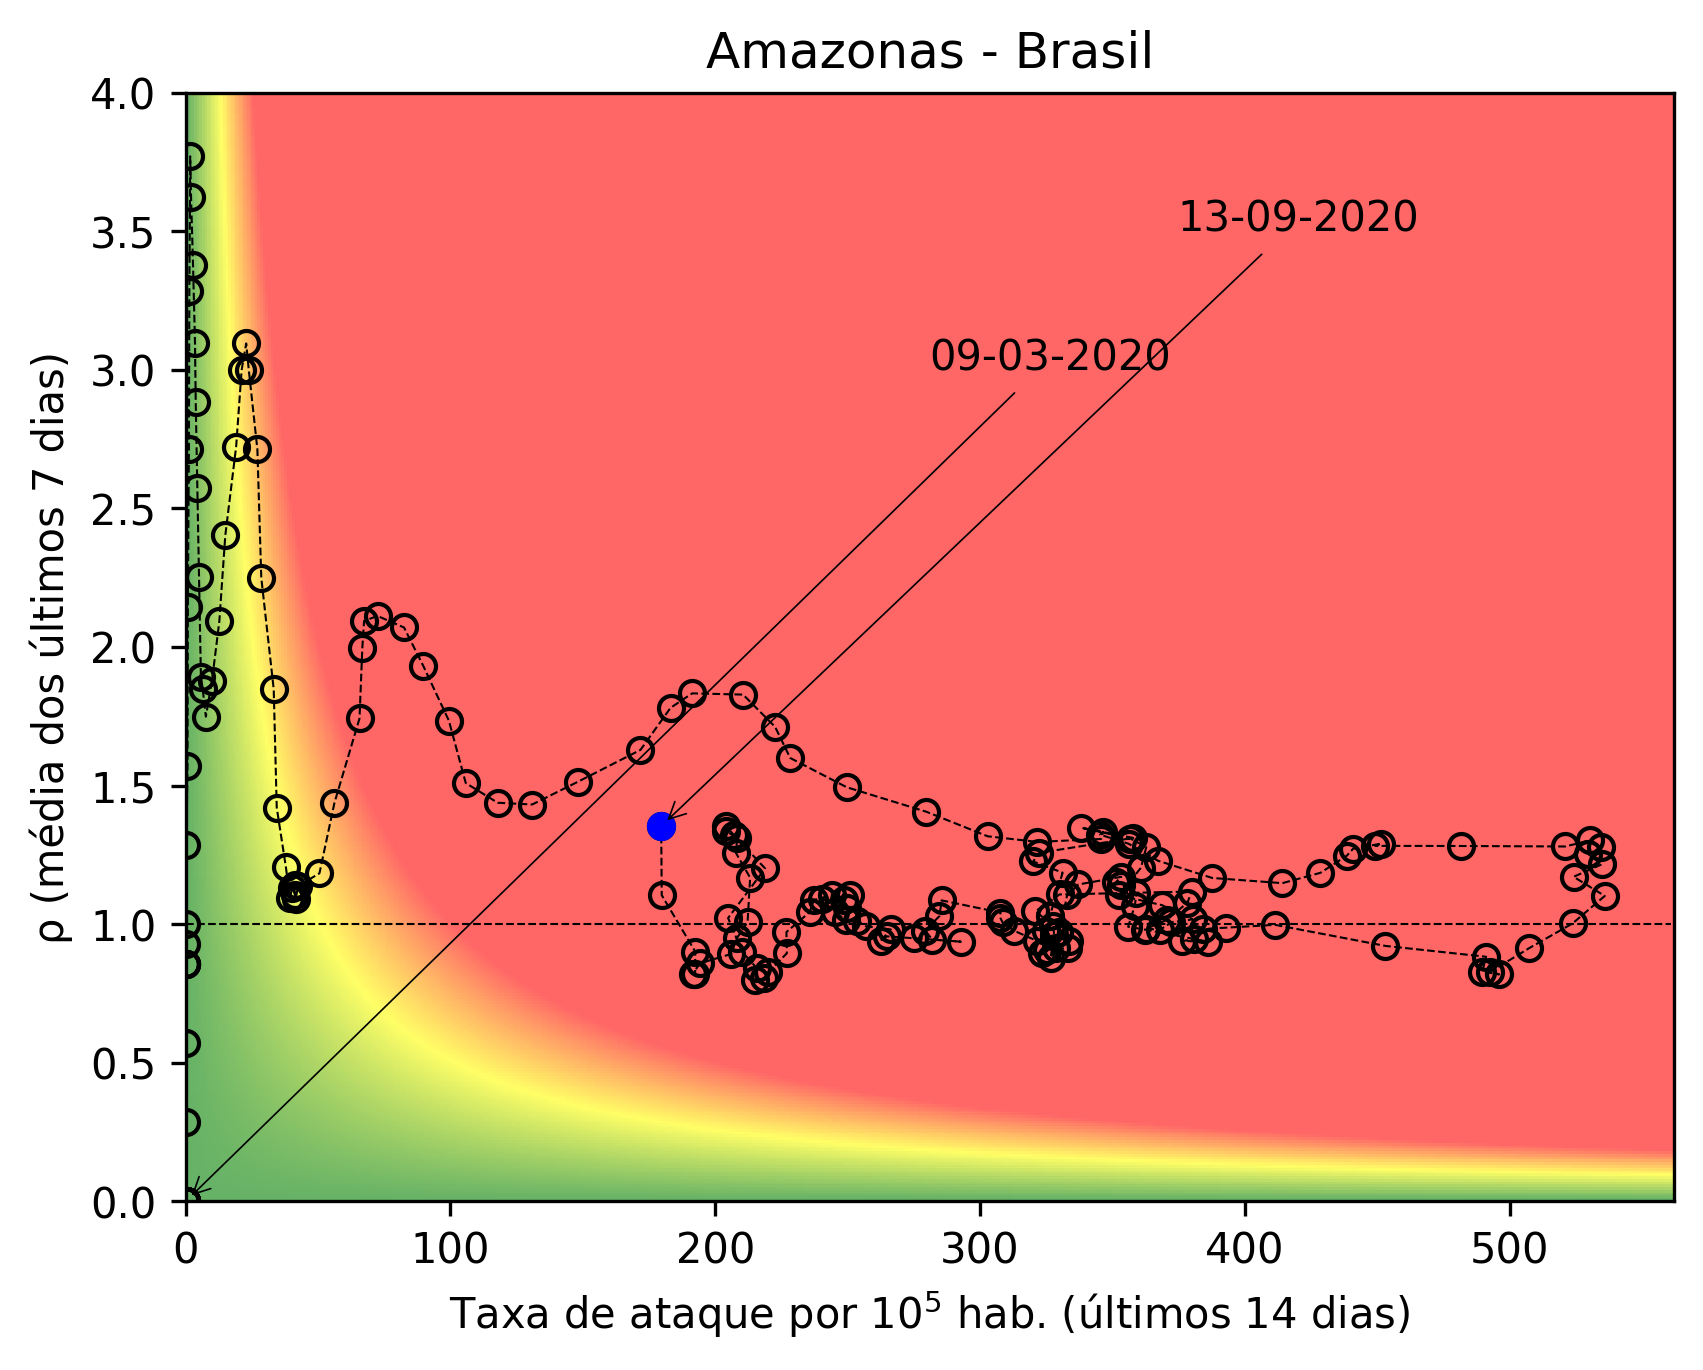 Amazonas - Brasil
4.0
3.5
3.0
2.5
2.0
1.5
1.0
0.5
0.0
ρ (média dos últimos 7 dias)
13-09-2020
09-03-2020
0 100 200 300 400 500
Taxa de ataque por 10⁵ hab. (últimos 14 dias)